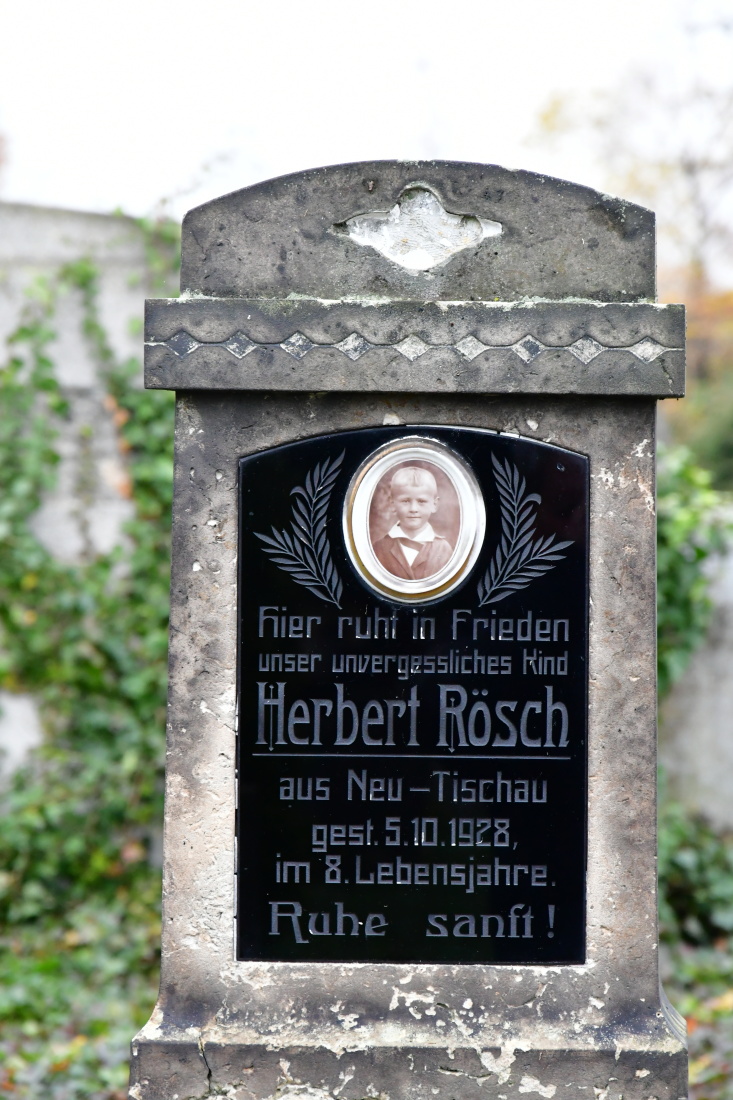 Hier ruht in Frieden
unser unvergessliches Kind
Herbert Rösch
aus Neu-Tischau
gest. 5.10.1928,
im 8. Lebensjahre.
Ruhe sanft!